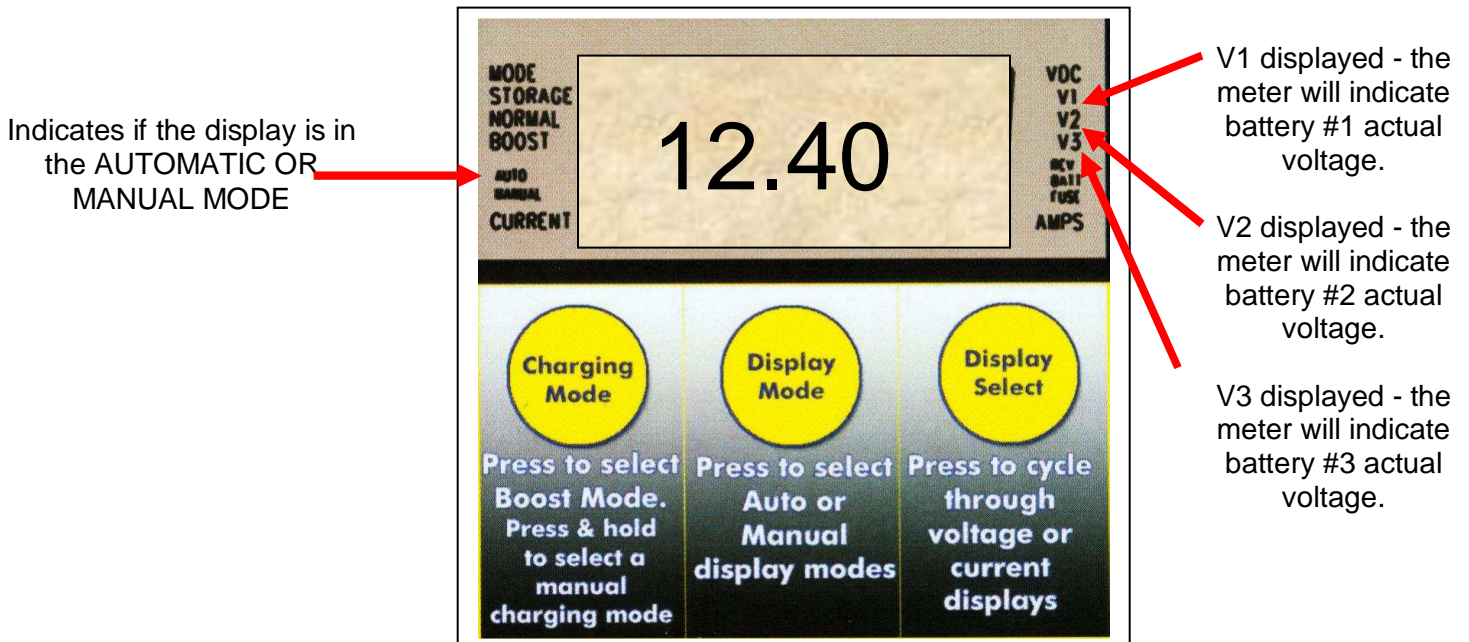 Indicates if the display is in
the AUTOMATIC OR
MANUAL MODE
MODE
STORAGE
NORMAL
BOOST
AUTO
MANUAL
CURRENT
12.40
VDC
V1
V2
V3
REV
BATT
FUSE
AMPS
V1 displayed - the
meter will indicate
battery #1 actual
voltage.
V2 displayed - the
meter will indicate
battery #2 actual
voltage.
V3 displayed - the
meter will indicate
battery #3 actual
voltage.
Charging
Mode
Press to select
Boost Mode.
Press & hold
to select a
manual
charging mode
Display
Mode
Press to select
Auto or
Manual
display modes
Display
Select
Press to cycle
through
voltage or
current
displays